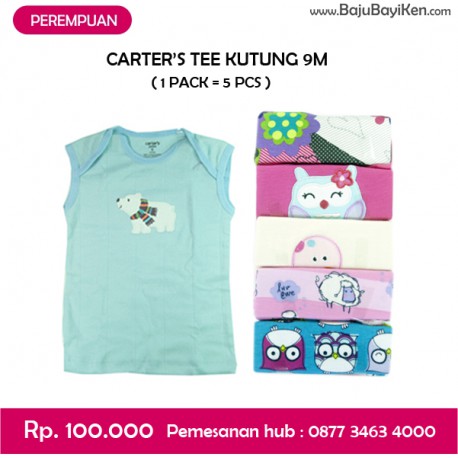 PEREMPUAN
www.BajuBayiKen.com
CARTER'S TEE KUTUNG 9M
( 1 PACK = 5 PCS )
carter's
Rp. 100.000 Pemesanan hub : 0877 3463 4000